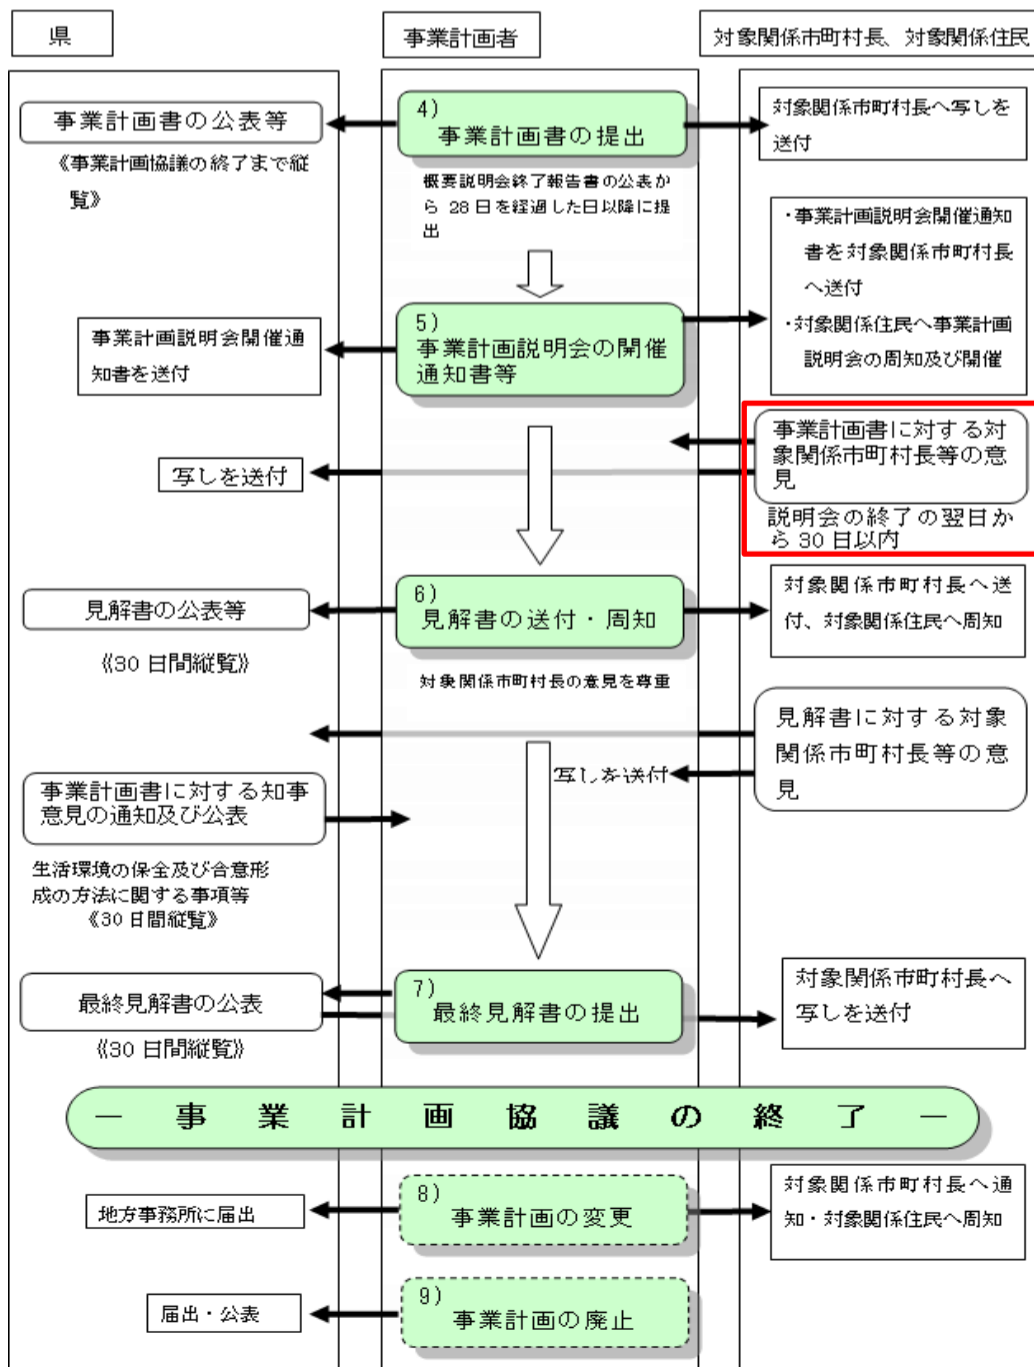 県
事業計画者
対象関係市町村長、対象関係住民
事業計画書の公表等
《事業計画協議の終了まで縦
覧》
4)
事業計画書の提出
概要説明会終了報告書の公表か
ら 28日を経過した日以降に提
出
対象関係市町村長へ写しを
送付
・事業計画説明会開催通知
書を対象関係市町村長
へ送付
・対象関係住民へ事業計画
説明会の周知及び開催
事業計画説明会開催通
知書を送付
5)
事業計画説明会の開催
通知書等
事業計画書に対する対
象関係市町村長等の意
見
説明会の終了の翌日か
ら 30日以内
写しを送付
見解書の公表等
《30日間縦覧》
6)
見解書の送付・周知
対象関係市町村長の意見を尊重
対象関係市町村長へ送
付、対象関係住民へ周知
見解書に対する対象
関係市町村長等の意
見
写しを送付
事業計画書に対する知事
意見の通知及び公表
生活環境の保全及び合意形
成の方法に関する事項等
《30日間縦覧》
最終見解書の公表
《30日間縦覧》
7)
最終見解書の提出
対象関係市町村長へ
写しを送付
― 事 業 計 画 協 議 の 終 了 ―
地方事務所に届出
8)
事業計画の変更
対象関係市町村長へ通
知・対象関係住民へ周知
届出・公表
9)
事業計画の廃止